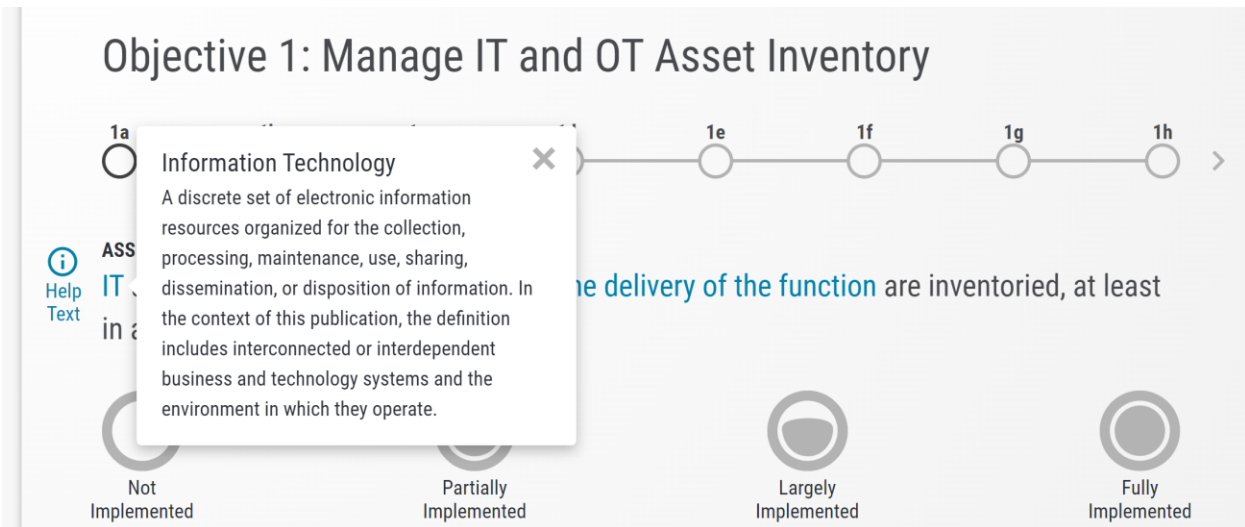 Objective 1: Manage IT and OT Asset Inventory
1a 1e 1f 1g 1h
Information Technology
A discrete set of electronic information
resources organized for the collection,
processing, maintenance, use, sharing,
dissemination, or disposition of information. In
the context of this publication, the definition
includes interconnected or interdependent
business and technology systems and the
environment in which they operate.
Help
Text
ASS
IT
he delivery of the function are inventoried, at least
in a
Not
Implemented
Partially
Implemented
Largely
Implemented
Fully
Implemented